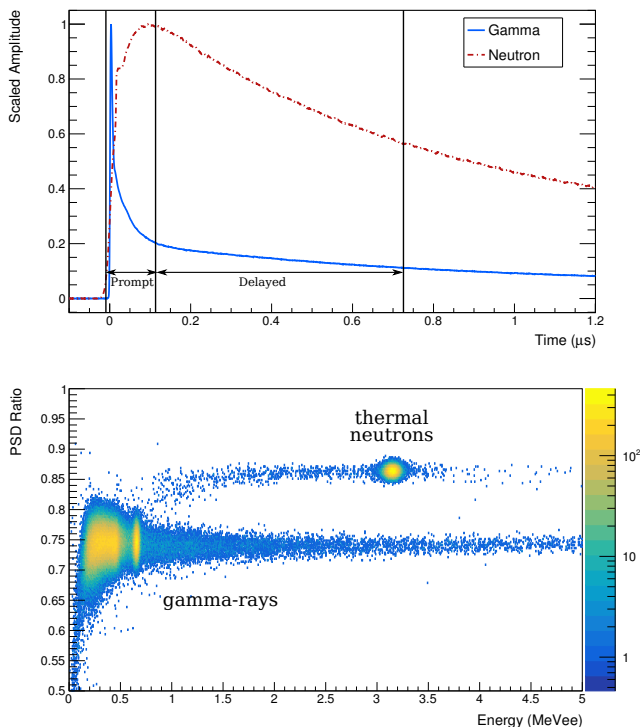 Scaled Amplitude
Gamma
Neutron
1
0.8
0.6
0.4
0.2
0
Prompt
Delayed
0 0.2 0.4 0.6 0.8 1 1.2
Time (μs)
PSD Ratio
1
0.95
0.9
0.85
0.8
0.75
0.7
0.65
0.6
0.55
0.5
thermal
neutrons
gamma-rays
10²
10
1
0 0.5 1 1.5 2 2.5 3 3.5 4 4.5 5
Energy (MeVee)